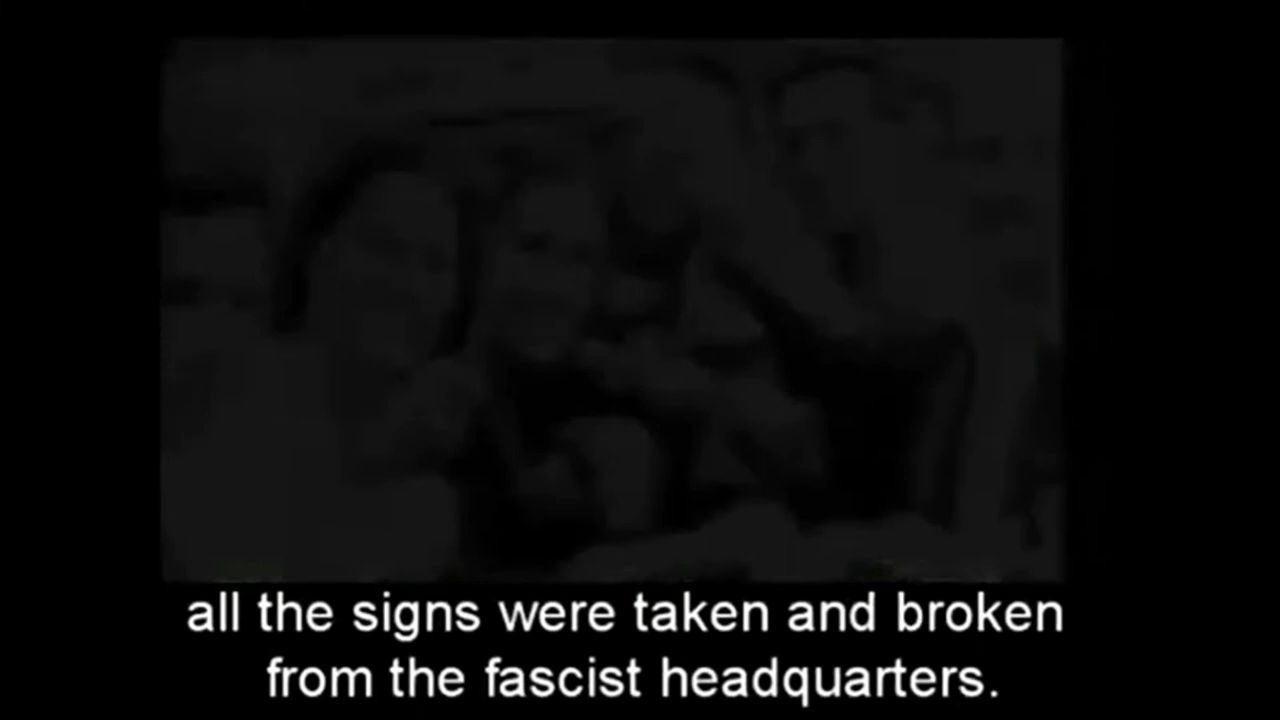 all the signs were taken and broken
from the fascist headquarters.